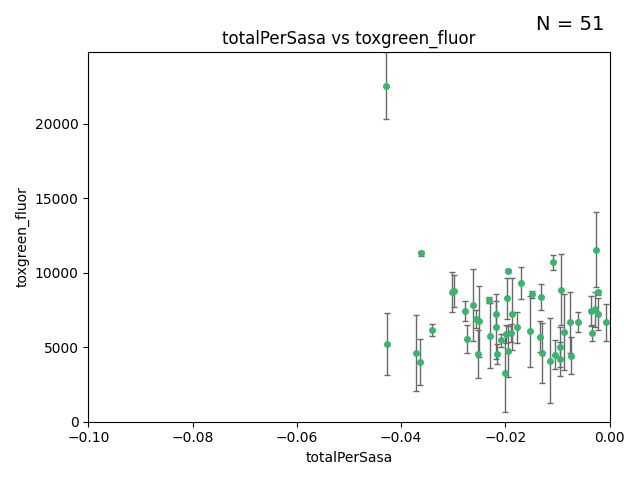 N = 51
totalPerSasa vs toxgreen_fluor
toxgreen_fluor
20000
15000
10000
5000
0
−0.10
−0.08
−0.06
−0.04
−0.02
0.00
totalPerSasa